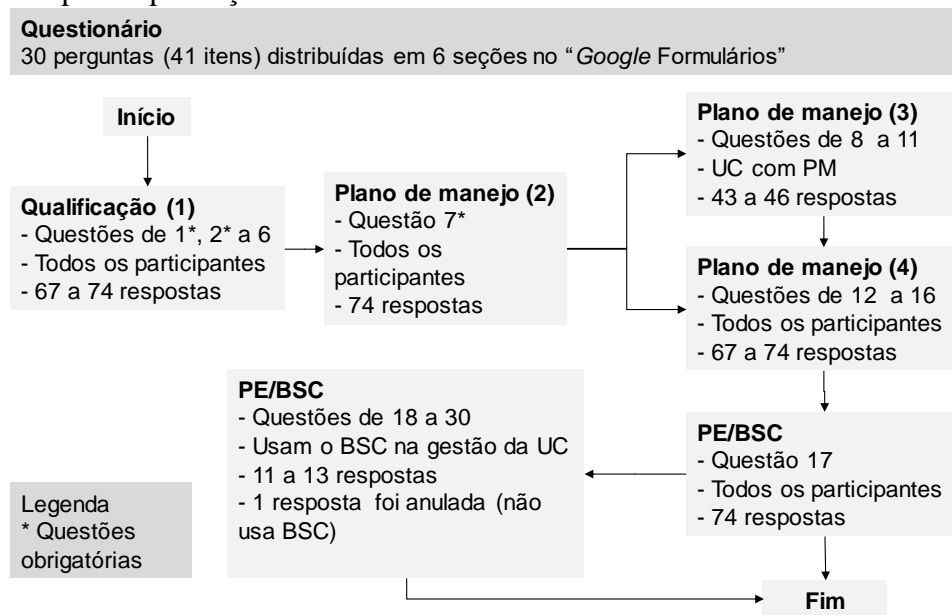 Questionário
30 perguntas (41 itens) distribuídas em 6 seções no “Google Formulários”
Início
Qualificação (1)
- Questões de 1*, 2* a 6
- Todos os participantes
- 67 a 74 respostas
Plano de manejo (2)
- Questão 7*
- Todos os
participantes
- 74 respostas
Plano de manejo (3)
- Questões de 8 a 11
- UC com PM
- 43 a 46 respostas
Plano de manejo (4)
- Questões de 12 a 16
- Todos os participantes
- 67 a 74 respostas
PE/BSC
- Questão 17
- Todos os participantes
- 74 respostas
PE/BSC
- Questões de 18 a 30
- Usam o BSC na gestão da UC
- 11 a 13 respostas
- 1 resposta foi anulada (não
usa BSC)
Legenda
* Questões
obrigatórias
Fim